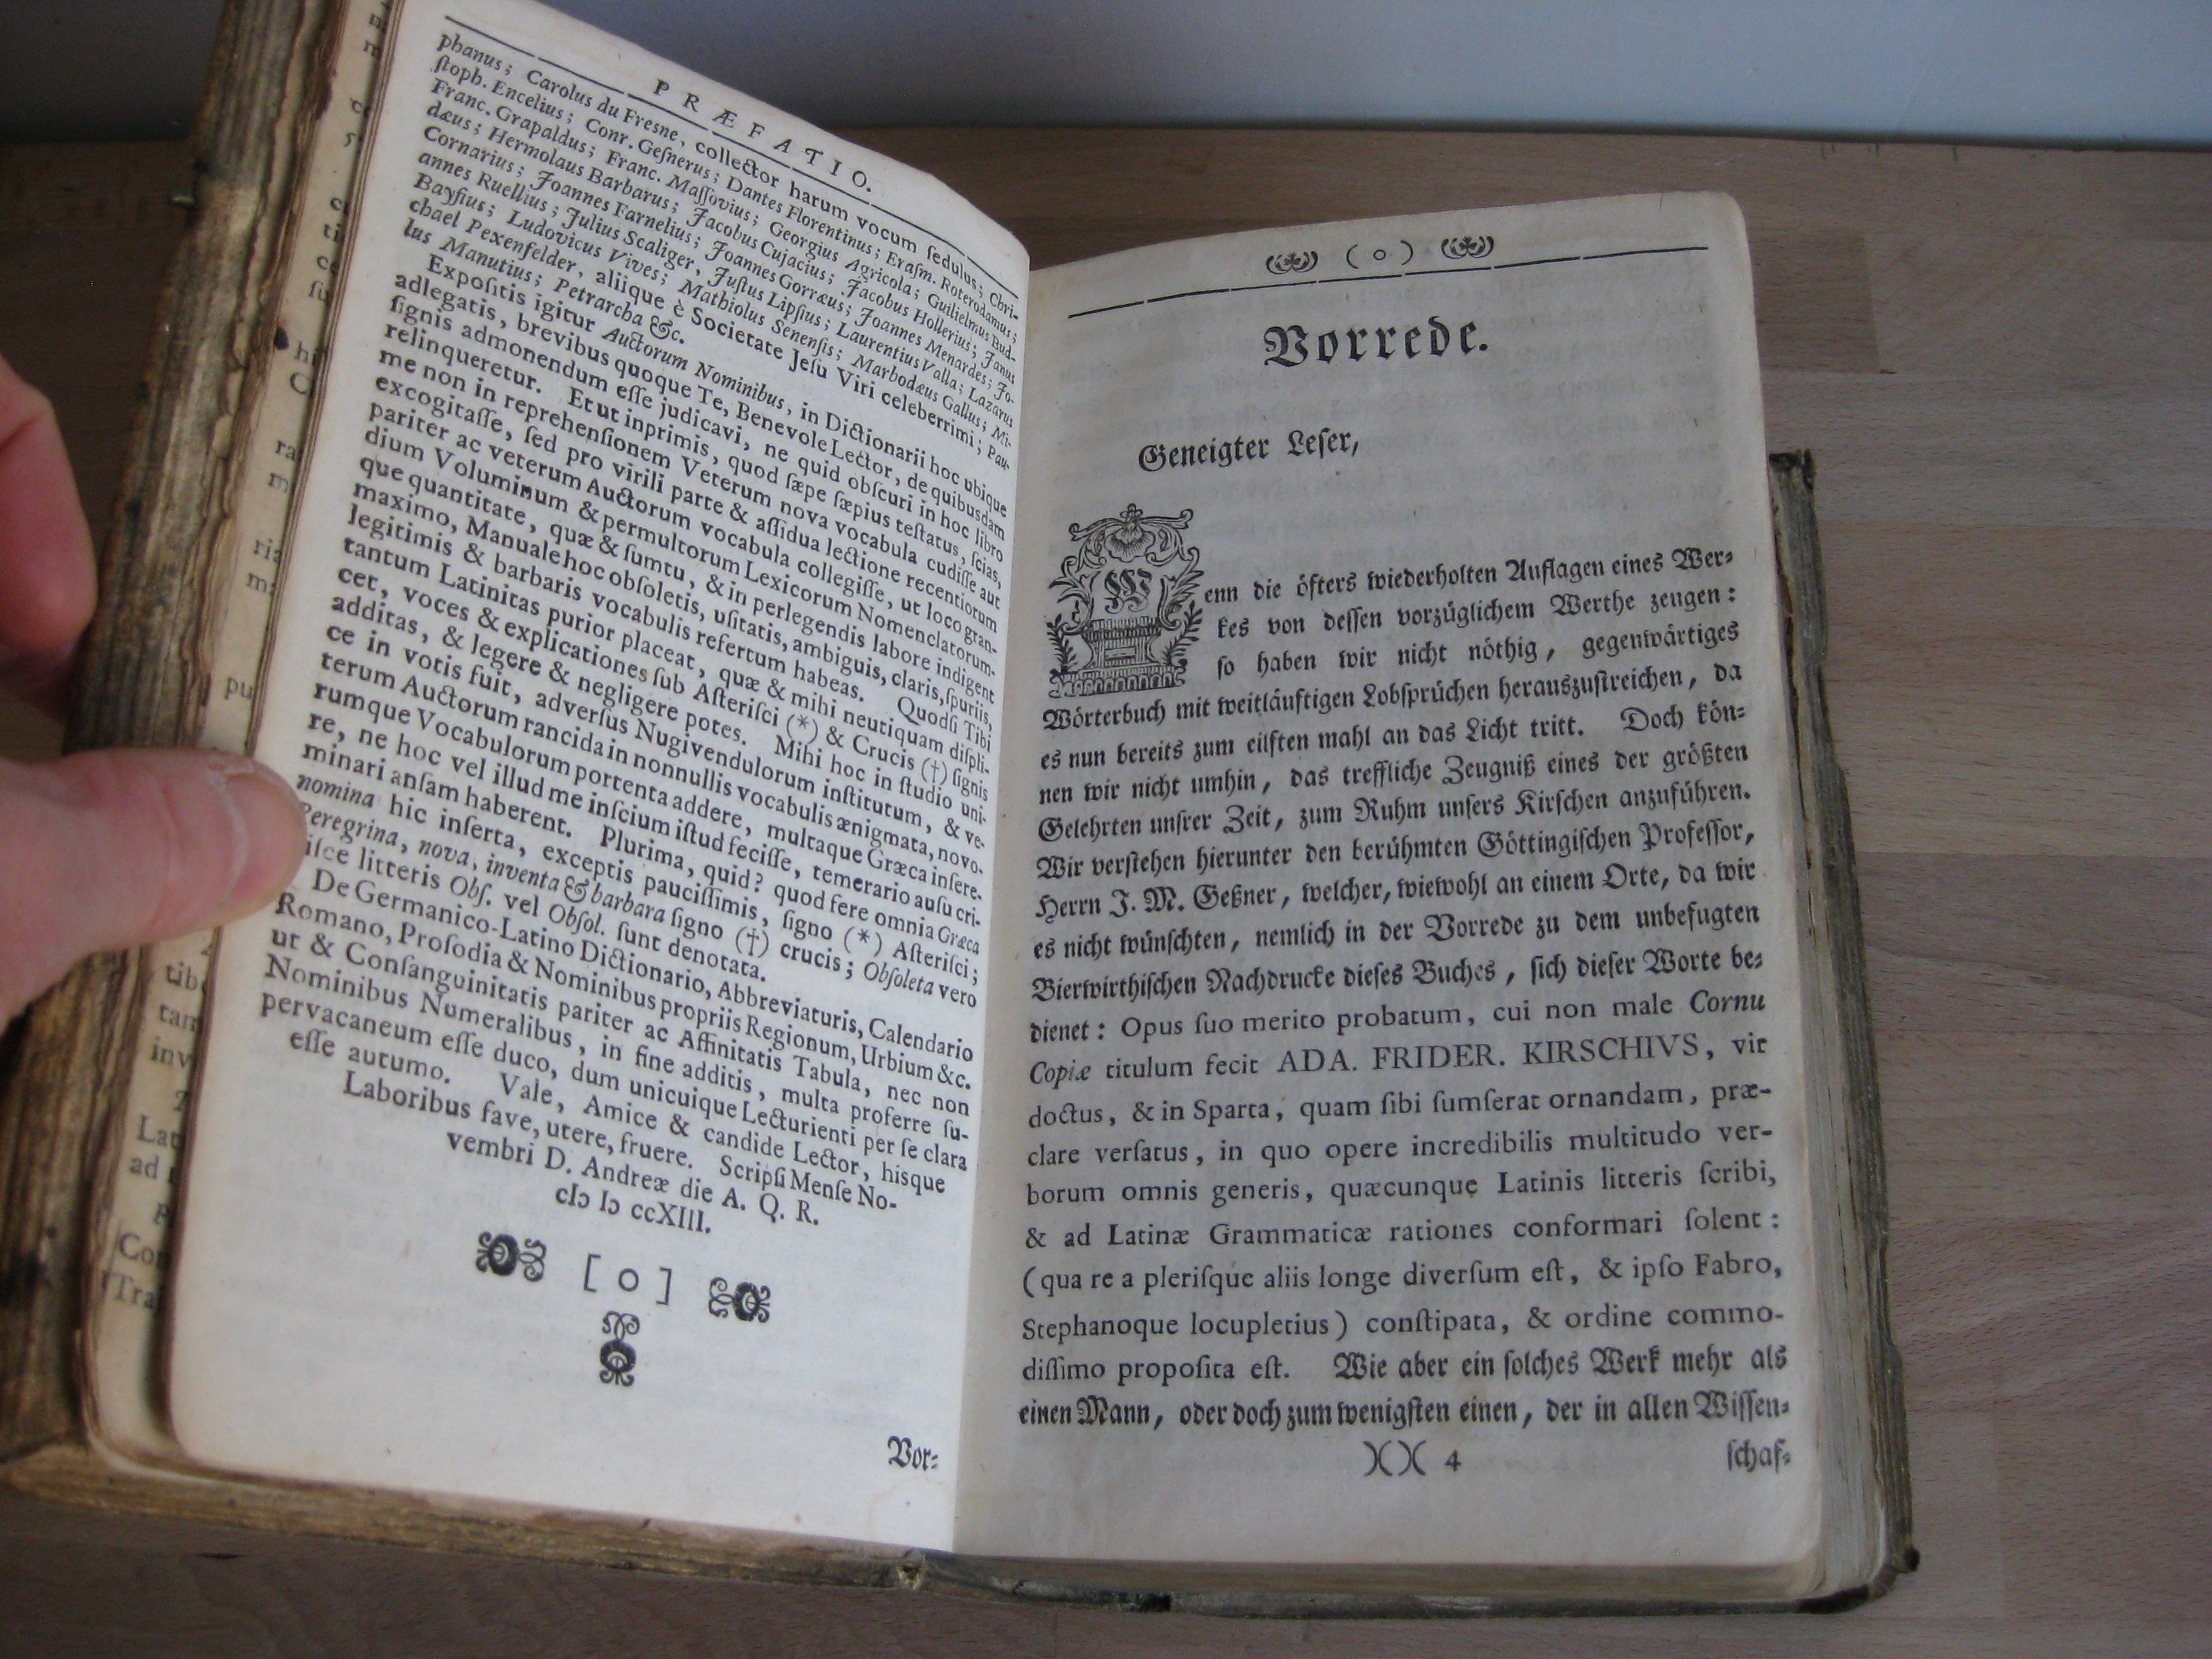 PRÆFATIO.
phanus; Carolus du Fresne, collector harum vocum ſedulus; Chri-
ſtoph. Encelius; Conr. Geſnerus; Dantes Florentinus; Eraſm. Roterodamus;
Franc. Grapaldus; Franc. Maſſovius; Georgius Agricola; Guilielmus Bud-
dæus; Hermolaus Barbarus; Jacobus Cujacius; Jacobus Hollerius; Janus
Cornarius; Joannes Farnelius; Joannes Gorræus; Joannes Menardes; Jo-
annes Ruellius; Julius Scaliger, Juſtus Lipſius; Laurentius Valla; Lazarus
Bayſius; Ludovicus Vives; Mathiolus Senenſis; Marbodæus Gallus; Mi-
chael Pexenfelder, aliique è Societate Jeſu Viri celeberrimi; Pau-
lus Manutius; Petrarcha &c.
Expoſitis igitur Auctorum Nominibus, in Dictionarii hoc ubique
adlegatis, brevibus quoque Te, Benevole Lector, de quibusdam
ſignis admonendum eſſe judicavi, ne quid obſcuri in hoc libro
relinqueretur. Et ut inprimis, quod ſæpe ſæpius teſtatus, ſcias,
me non in reprehenſionem Veterum nova vocabula cudiſſe aut
excogitaſſe, ſed pro virili parte & aſſidua lectione recentiorum
pariter ac veterum Auctorum vocabula collegiſſe, ut loco gran-
dium Voluminum & permultorum Lexicorum Nomenclatorum-
que quantitate, quæ & ſumtu, & in perlegendis labore indigent
maximo, Manuale hoc obſoletis, uſitatis, ambiguis, claris, ſpuriis,
legitimis & barbaris vocabulis refertum habeas. Quodſi Tibi
tantum Latinitas purior placeat, quæ & mihi neutiquam diſpli-
cet, voces & explicationes ſub Aſteriſci (*) & Crucis (†) ſignis
additas, & legere & negligere potes. Mihi hoc in ſtudio uni-
ce in votis fuit, adverſus Nugivendulorum inſtitutum, & ve-
terum Auctorum rancida in nonnullis vocabulis ænigmata, novo-
rumque Vocabulorum portenta addere, multaque Græca inſere-
re, ne hoc vel illud me inſcium iſtud feciſſe, temerario auſu cri-
minari anſam haberent. Plurima, quid? quod fere omnia Græca
nomina hic inſerta, exceptis pauciſſimis, ſigno (*) Aſteriſci;
Peregrina, nova, inventa & barbara ſigno (†) crucis; Obſoleta vero
litteris Obſ. vel Obſol. ſunt denotata.
De Germanico-Latino Dictionario, Abbreviaturis, Calendario
Romano, Proſodia & Nominibus propriis Regionum, Urbium &c.
ut & Conſanguinitatis pariter ac Affinitatis Tabula, nec non
Nominibus Numeralibus, in fine additis, multa proferre ſu-
pervacaneum eſſe duco, dum unicuique Lecturienti per ſe clara
eſſe autumo. Vale, Amice & candide Lector, hisque
Laboribus fave, utere, fruere. Scripſi Menſe No-
vembri D. Andreæ die A. Q. R.
cIↄ Iↄ ccXIII.
[ o ]
Vor-
( o )
Vorrede.
Geneigter Leſer,
Wenn die öfters wiederholten Auflagen eines Wer-
kes von deſſen vorzüglichem Werthe zeugen:
ſo haben wir nicht nöthig, gegenwärtiges
Wörterbuch mit weitläuftigen Lobſprüchen herauszuſtreichen, da
es nun bereits zum eilften mahl an das Licht tritt. Doch kön-
nen wir nicht umhin, das treffliche Zeugniß eines der größten
Gelehrten unſrer Zeit, zum Ruhm unſers Kirſchen anzuführen.
Wir verſtehen hierunter den berühmten Göttingiſchen Profeſſor,
Herrn J. M. Geßner, welcher, wiewohl an einem Orte, da wir
es nicht wünſchten, nemlich in der Vorrede zu dem unbefugten
Bierwirthiſchen Nachdrucke dieſes Buches, ſich dieſer Worte be-
dienet: Opus ſuo merito probatum, cui non male Cornu
Copiæ titulum fecit ADA. FRIDER. KIRSCHIVS, vir
doctus, & in Sparta, quam ſibi ſumſerat ornandam, præ-
clare verſatus, in quo opere incredibilis multitudo ver-
borum omnis generis, quæcunque Latinis litteris ſcribi,
& ad Latinæ Grammaticæ rationes conformari ſolent:
(qua re a plerisque aliis longe diverſum eſt, & ipſo Fabro,
Stephanoque locupletius) conſtipata, & ordine commo-
diſſimo propoſita eſt. Wie aber ein ſolches Werk mehr als
einen Mann, oder doch zum wenigſten einen, der in allen Wiſſen-
)( )( 4
ſchaf-